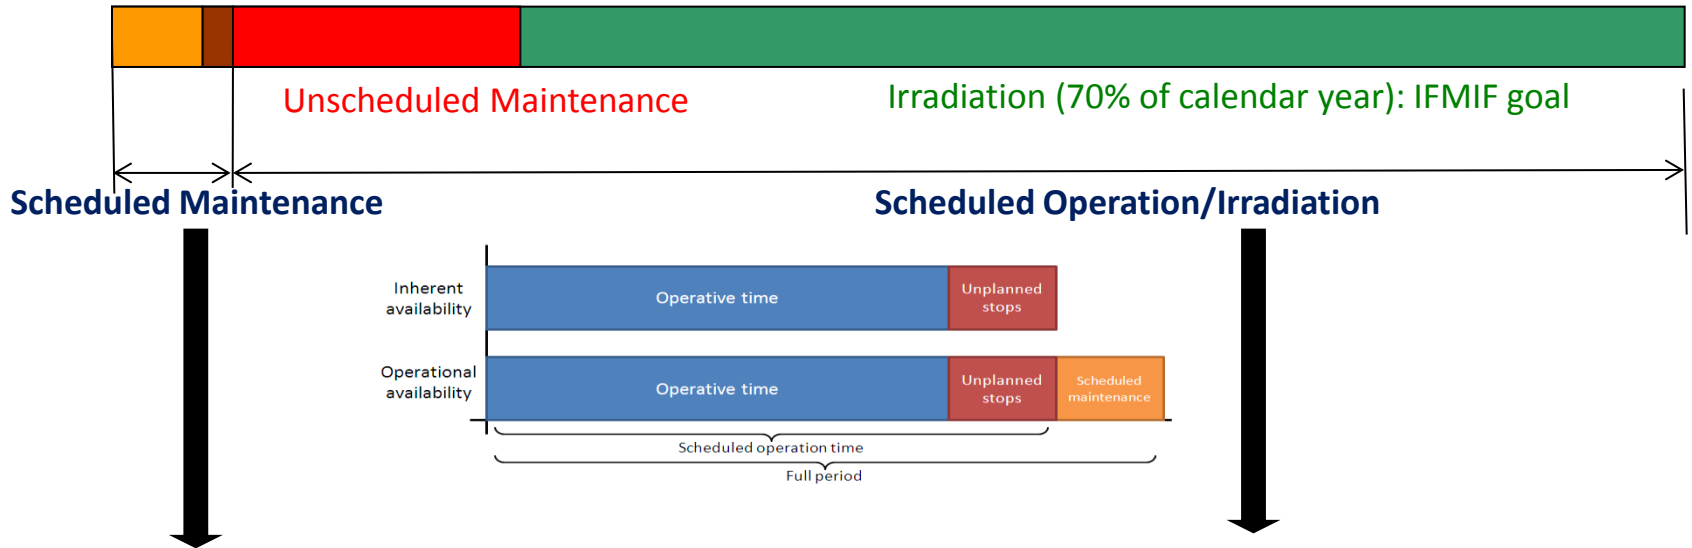 Unscheduled Maintenance
Irradiation (70% of calendar year): IFMIF goal
Scheduled Maintenance
Scheduled Operation/Irradiation
Inherent
availability
Operative time
Unplanned
stops
Operational
availability
Operative time
Unplanned
stops
Scheduled
maintenance
Scheduled operation time
Full period